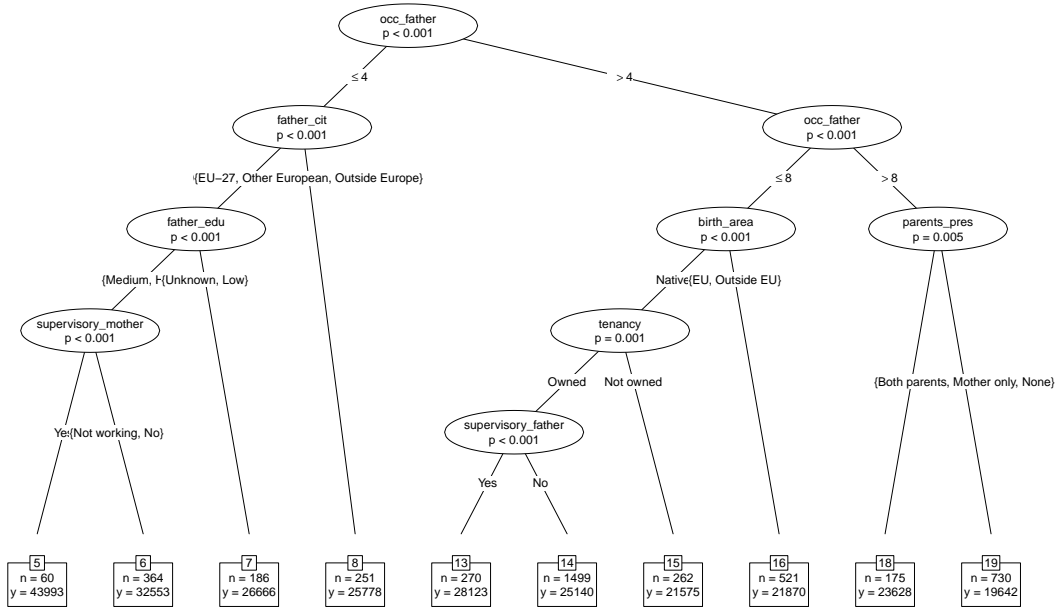 occ_father
p < 0.001
≤ 4
> 4
father_cit
p < 0.001
occ_father
p < 0.001
{EU−27, Other European, Outside Europe}
≤ 8
> 8
father_edu
p < 0.001
birth_area
p < 0.001
parents_pres
p = 0.005
{Medium, {Unknown, Low}
Native {EU, Outside EU}
supervisory_mother
p < 0.001
tenancy
p = 0.001
Owned Not owned
{Both parents, Mother only, None}
Yes {Not working, No}
supervisory_father
p < 0.001
Yes No
5
n = 60
y = 43993
6
n = 364
y = 32553
7
n = 186
y = 26666
8
n = 251
y = 25778
13
n = 270
y = 28123
14
n = 1499
y = 25140
15
n = 262
y = 21575
16
n = 521
y = 21870
18
n = 175
y = 23628
19
n = 730
y = 19642